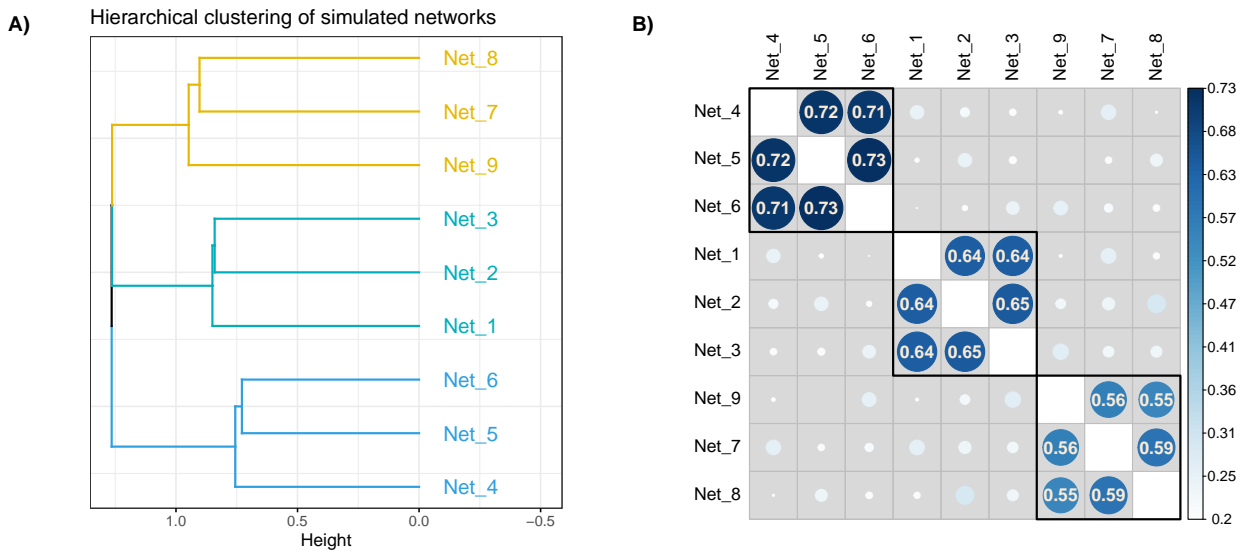 A)
Hierarchical clustering of simulated networks
Net_8
Net_7
Net_9
Net_3
Net_2
Net_1
Net_6
Net_5
Net_4
1.0 0.5 0.0 −0.5
Height
B)
Net_4 Net_5 Net_6 Net_1 Net_2 Net_3 Net_9 Net_7 Net_8
Net_4 0.72 0.71
Net_5 0.72 0.73
Net_6 0.71 0.73
Net_1 0.64 0.64
Net_2 0.64 0.65
Net_3 0.64 0.65
Net_9 0.56 0.55
Net_7 0.56 0.59
Net_8 0.55 0.59
0.73
0.68
0.63
0.57
0.52
0.47
0.41
0.36
0.31
0.25
0.2